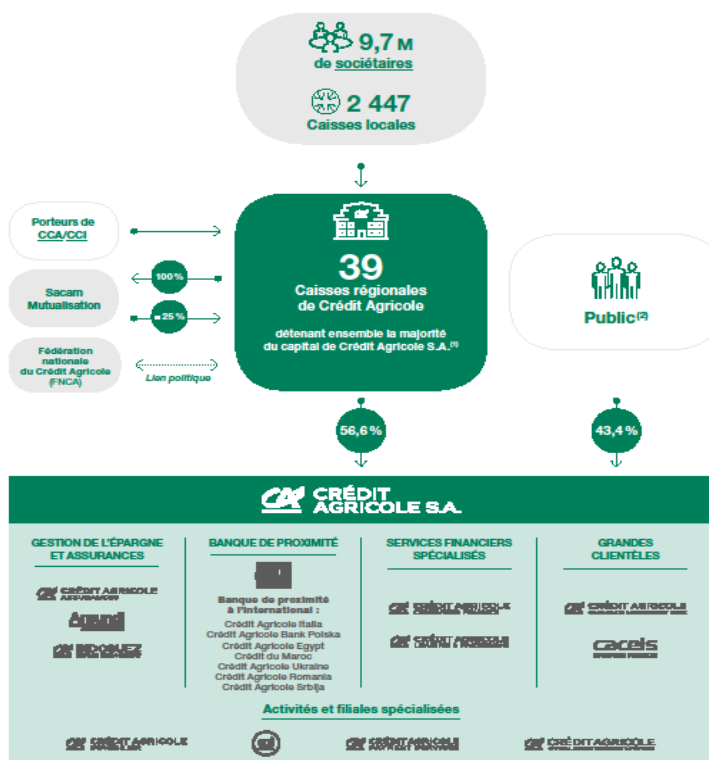 9,7 M
de sociétaires
2 447
Caisses locales
Porteurs de
CCA/CCI
Sacam
Mutualisation
Fédération
nationale
du Crédit Agricole
(FNCA)
100 %
25 %
Lien politique
39
Caisses régionales
de Crédit Agricole
détenant ensemble la majorité
du capital de Crédit Agricole S.A.(1)
Public(2)
56,6 %
43,4 %
CRÉDIT
AGRICOLE S.A.
GESTION DE L'ÉPARGNE
ET ASSURANCES
CRÉDIT AGRICOLE
ASSURANCES
Amundi
INDOSUEZ
BANQUE DE PROXIMITÉ
Banque de proximité
à l'international :
Crédit Agricole Italia
Crédit Agricole Bank Polska
Crédit Agricole Egypt
Crédit du Maroc
Crédit Agricole Ukraine
Crédit Agricole Romania
Crédit Agricole Srbija
SERVICES FINANCIERS
SPÉCIALISÉS
CRÉDIT AGRICOLE
CRÉDIT AGRICOLE
GRANDES
CLIENTÈLES
CRÉDIT AGRICOLE
caceis
Activités et filiales spécialisées
CRÉDIT AGRICOLE
CRÉDIT AGRICOLE
CRÉDIT AGRICOLE